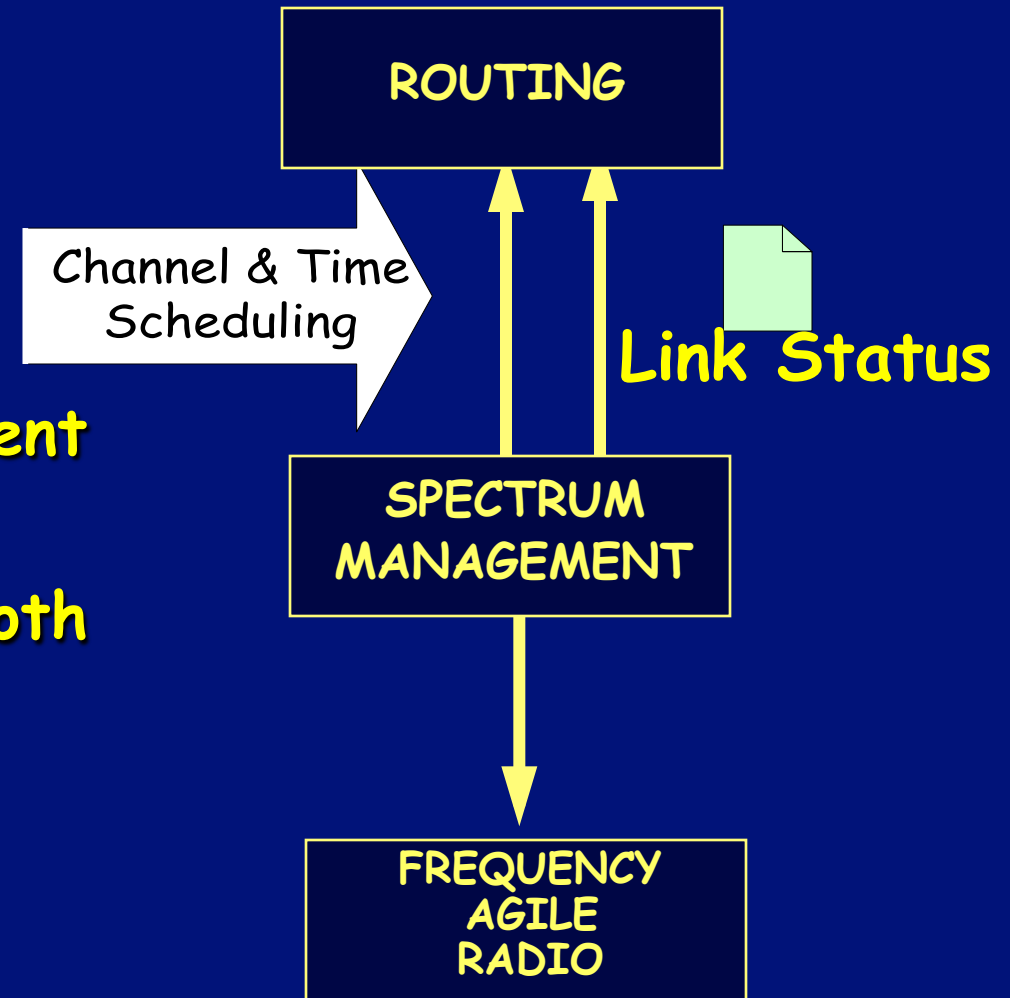 ROUTING
Channel & Time
Scheduling
Link Status
SPECTRUM
MANAGEMENT
FREQUENCY
AGILE
RADIO